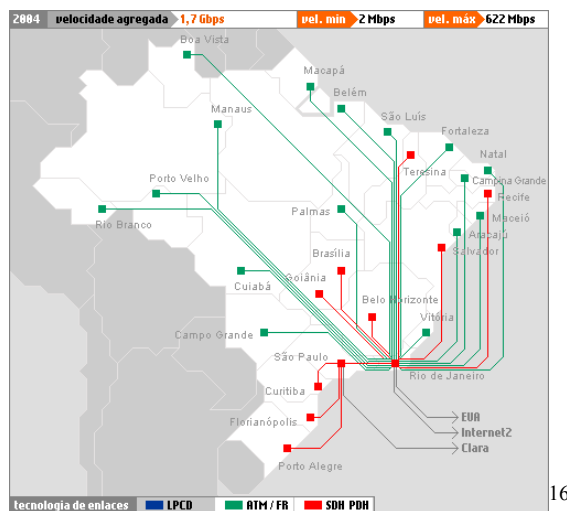 2004 velocidade agregada 1,7 Gbps vel. mín 2 Mbps vel. máx 622 Mbps
Boa Vista
Macapá
Belém
Manaus
São Luís
Fortaleza
Natal
Teresina
Campina Grande
Porto Velho
Recife
Palmas
Maceió
Rio Branco
Aracajú
Brasília
Salvador
Goiânia
Cuiabá
Belo Horizonte
Vitória
Campo Grande
São Paulo
Rio de Janeiro
Curitiba
EUA
Florianópolis
Internet2
Clara
Porto Alegre
16
tecnologia de enlaces LPCD ATM / FR SDH PDH